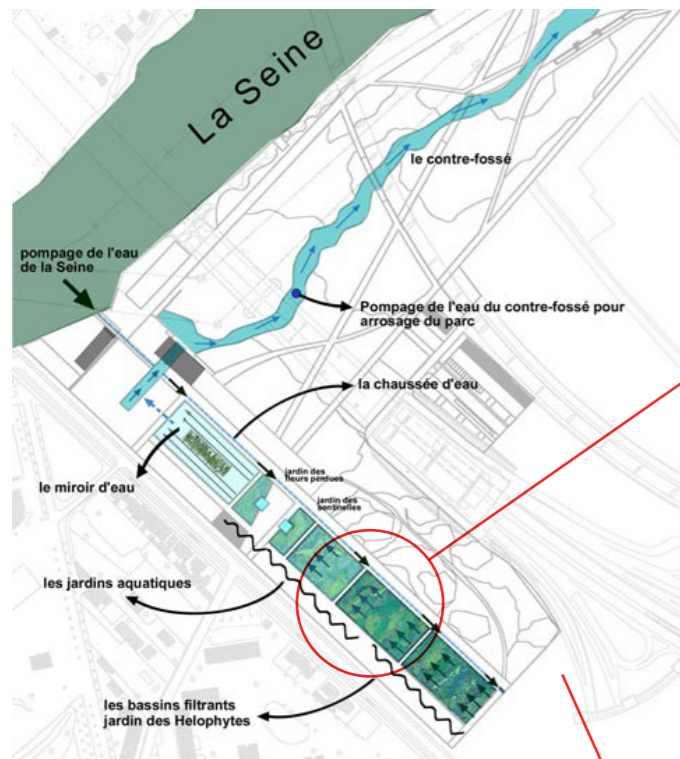 La Seine
le contre-fossé
pompage de l'eau
de la Seine
Pompage de l'eau du contre-fossé pour
arrosage du parc
la chaussée d'eau
le miroir d'eau
jardin des
fleurs perdues
jardin des
sentinelles
les jardins aquatiques
les bassins filtrants
jardin des Helophytes